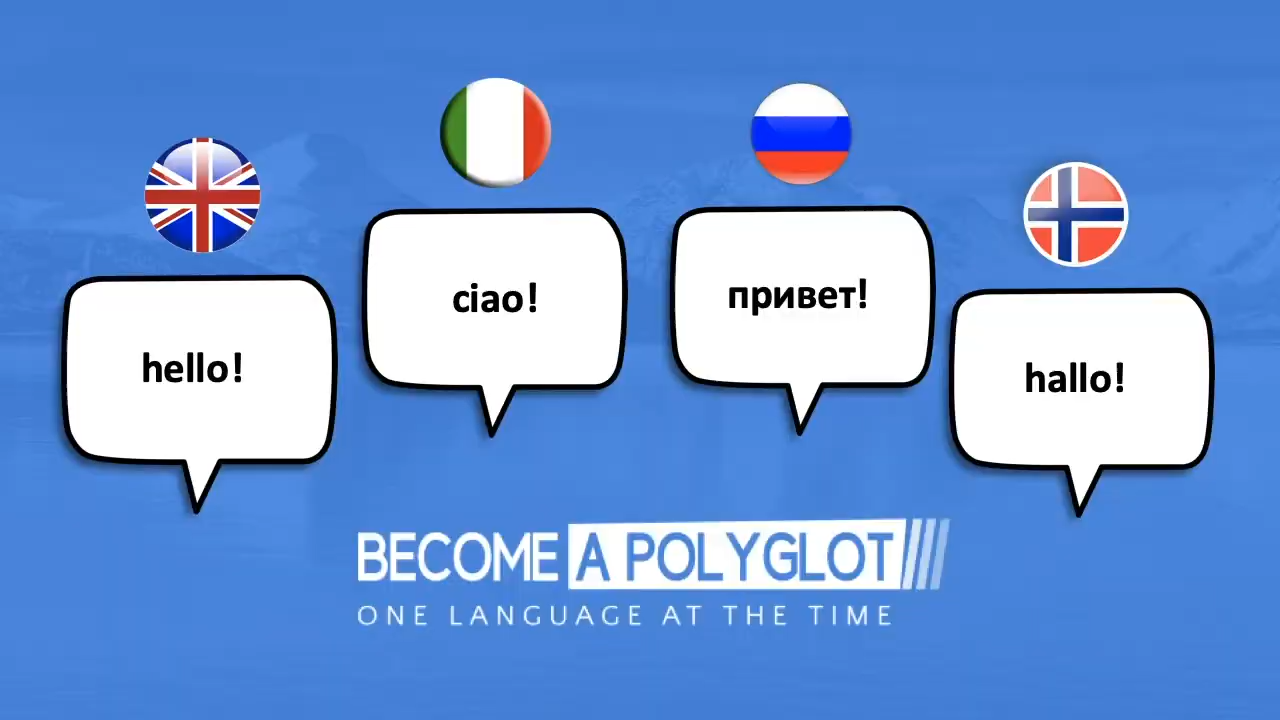 hello!
ciao!
привет!
hallo!
BECOME A POLYGLOT
ONE LANGUAGE AT THE TIME